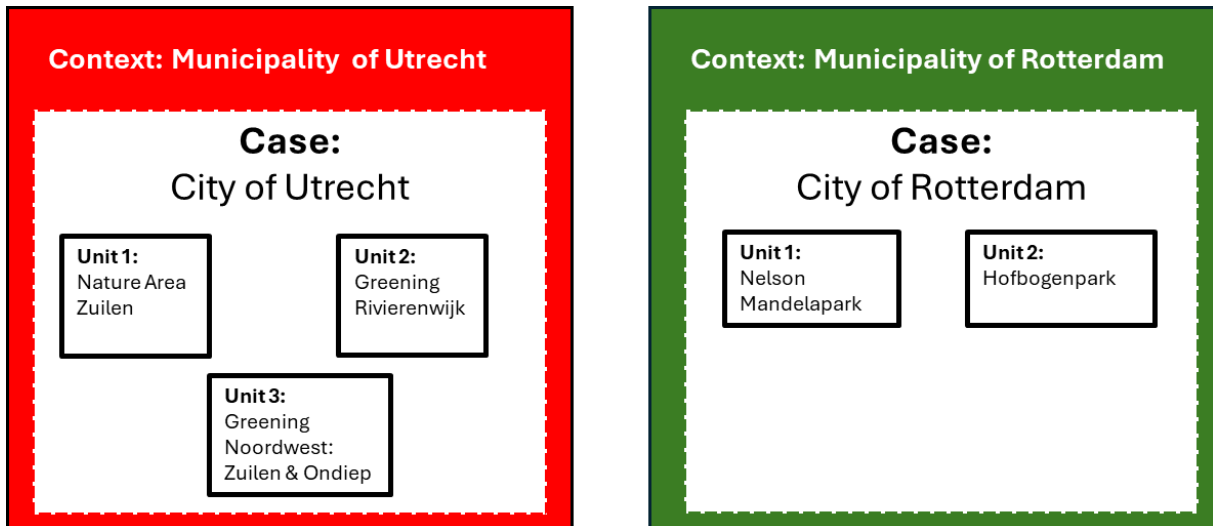 Context: Municipality of Utrecht
Case:
City of Utrecht
Unit 1:
Nature Area
Zuilen
Unit 2:
Greening
Rivierenwijk
Unit 3:
Greening
Noordwest:
Zuilen & Ondiep
Context: Municipality of Rotterdam
Case:
City of Rotterdam
Unit 1:
Nelson
Mandelapark
Unit 2:
Hofbogenpark